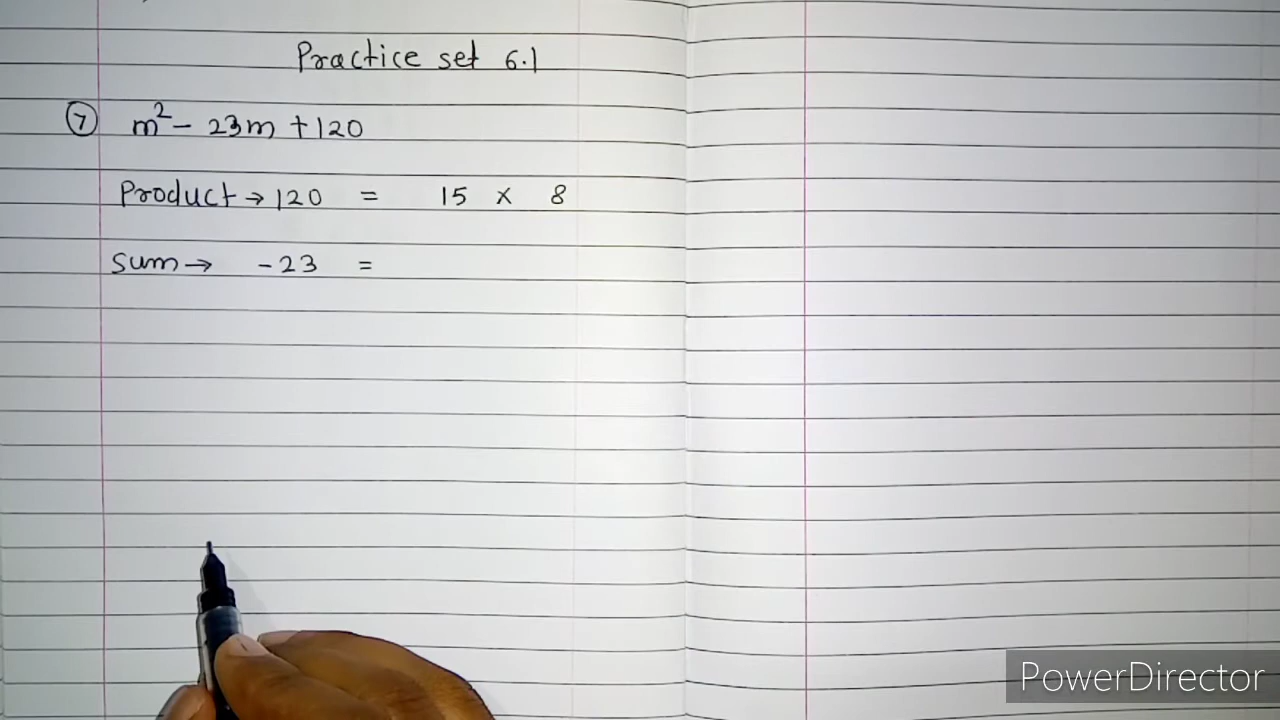 Practice set 6.1
7 m² - 23m + 120
Product → 120 = 15 × 8
Sum → -23 =
PowerDirector